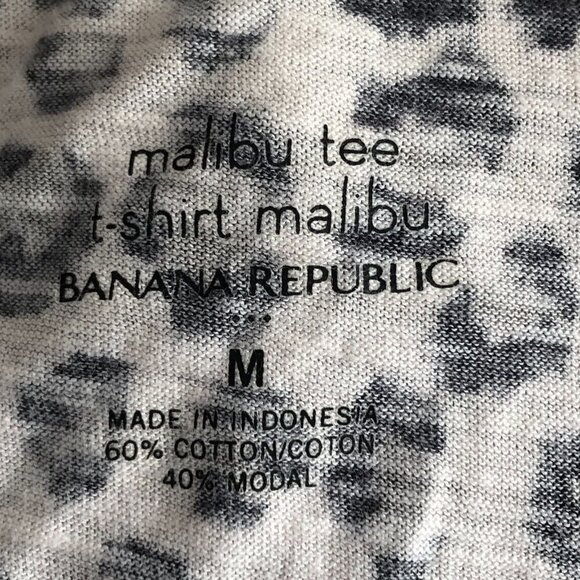 malibu tee
t-shirt malibu
BANANA REPUBLIC
M
MADE IN INDONESIA
60% COTTON/COTON
40% MODAL